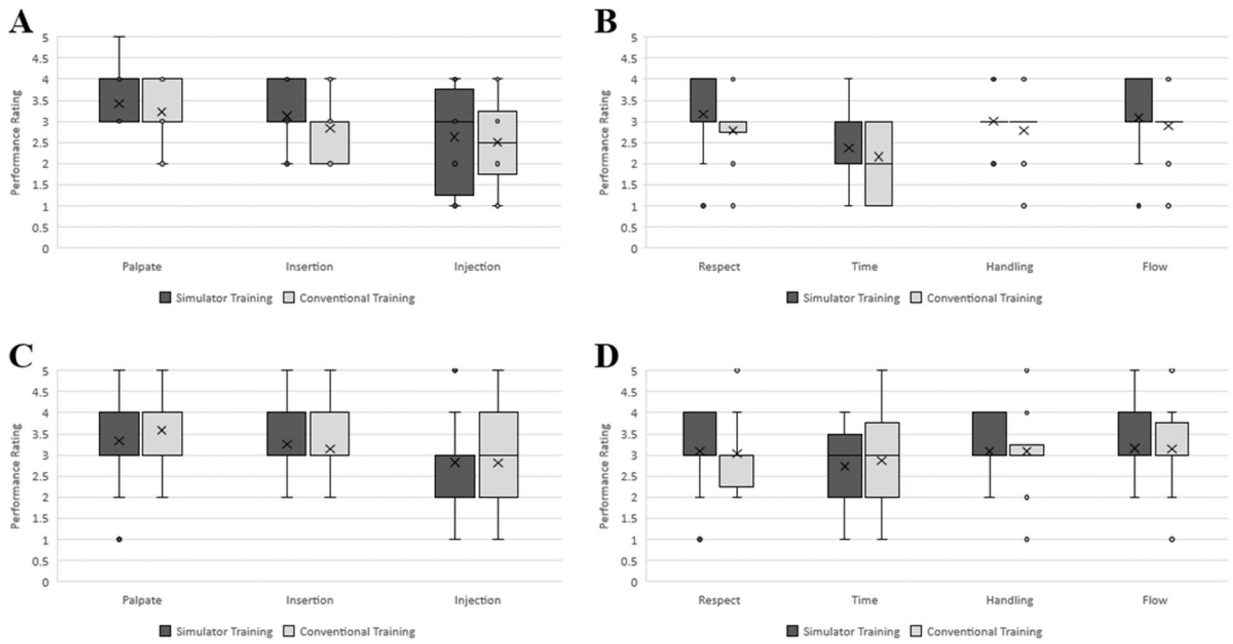 A
Performance Rating
5
4.5
4
3.5
3
2.5
2
1.5
1
0.5
0
Palpate Insertion Injection
Simulator Training Conventional Training
B
Performance Rating
5
4.5
4
3.5
3
2.5
2
1.5
1
0.5
0
Respect Time Handling Flow
Simulator Training Conventional Training
C
Performance Rating
5
4.5
4
3.5
3
2.5
2
1.5
1
0.5
0
Palpate Insertion Injection
Simulator Training Conventional Training
D
Performance Rating
5
4.5
4
3.5
3
2.5
2
1.5
1
0.5
0
Respect Time Handling Flow
Simulator Training Conventional Training